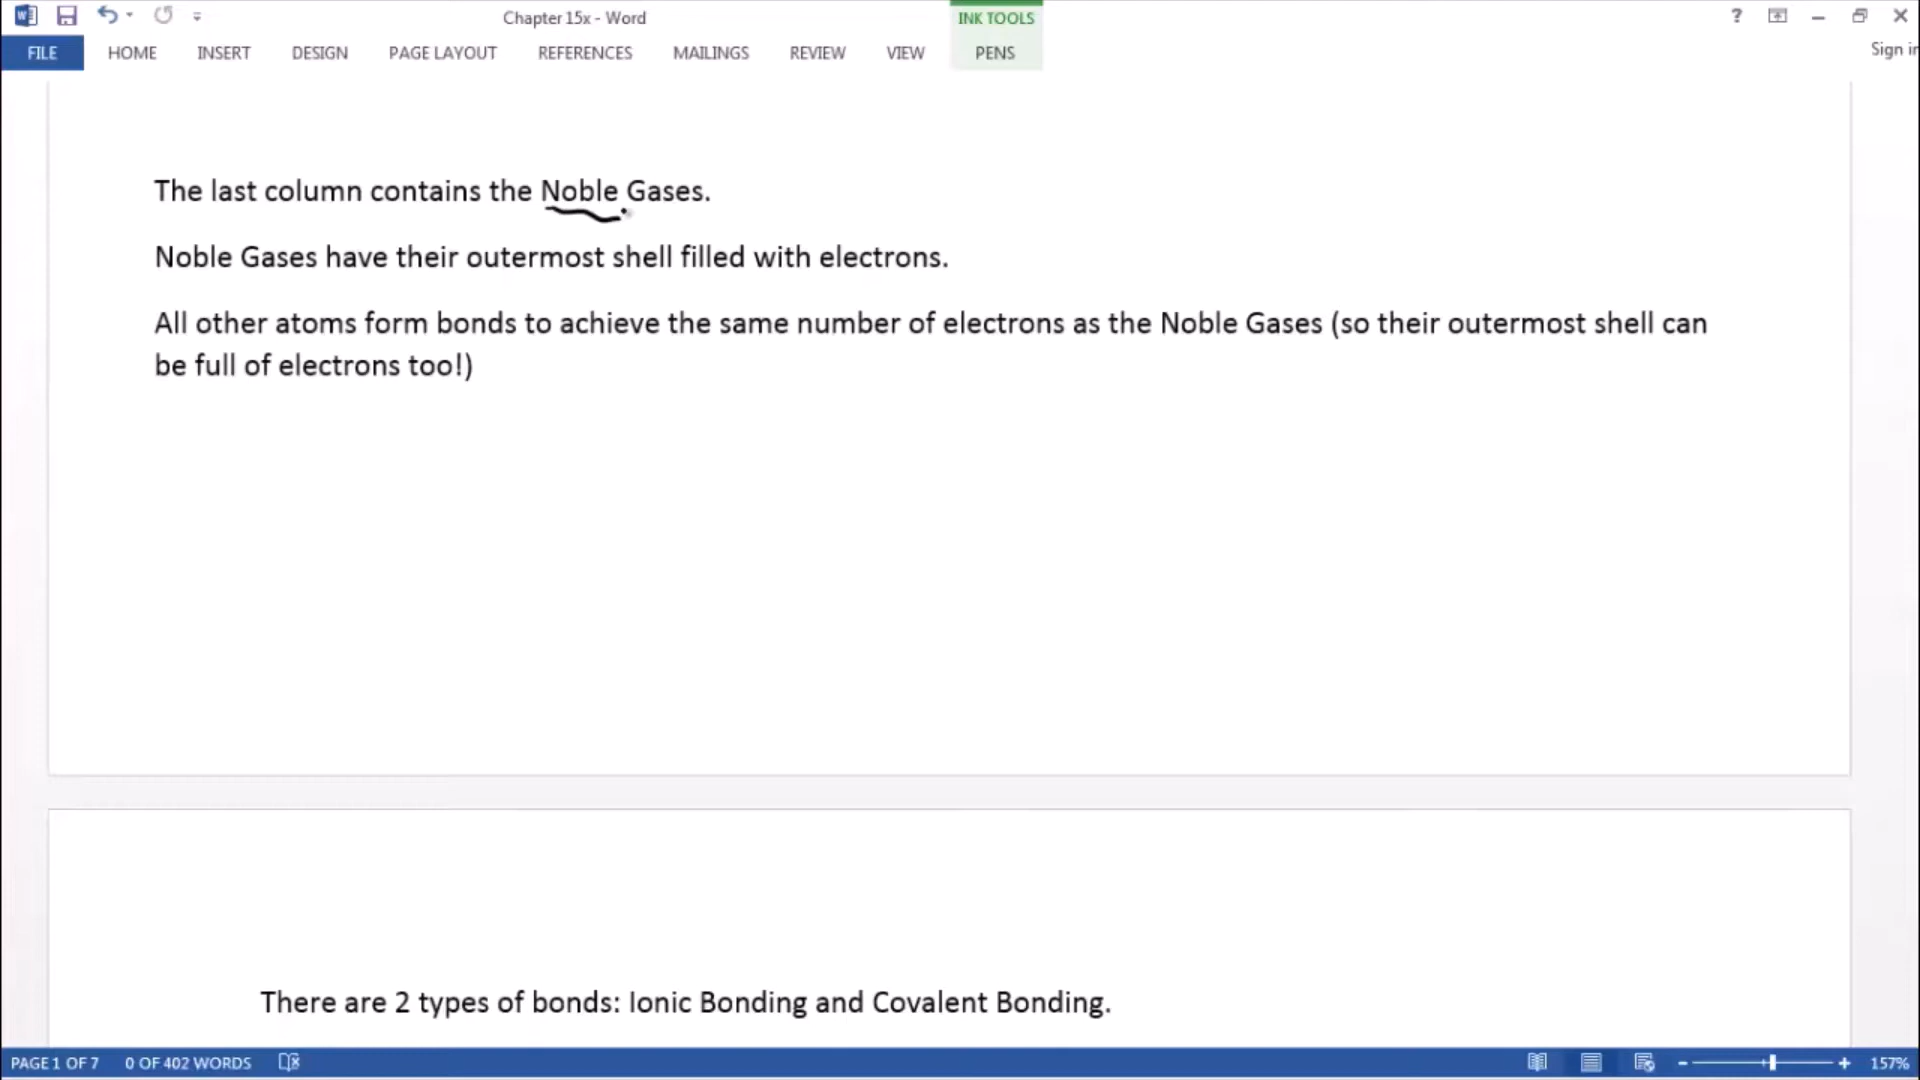 Chapter 15x - Word
INK TOOLS
?
FILE HOME INSERT DESIGN PAGE LAYOUT REFERENCES MAILINGS REVIEW VIEW PENS
Sign in
The last column contains the Noble Gases.
Noble Gases have their outermost shell filled with electrons.
All other atoms form bonds to achieve the same number of electrons as the Noble Gases (so their outermost shell can
be full of electrons too!)
There are 2 types of bonds: Ionic Bonding and Covalent Bonding.
PAGE 1 OF 7 0 OF 402 WORDS 157%